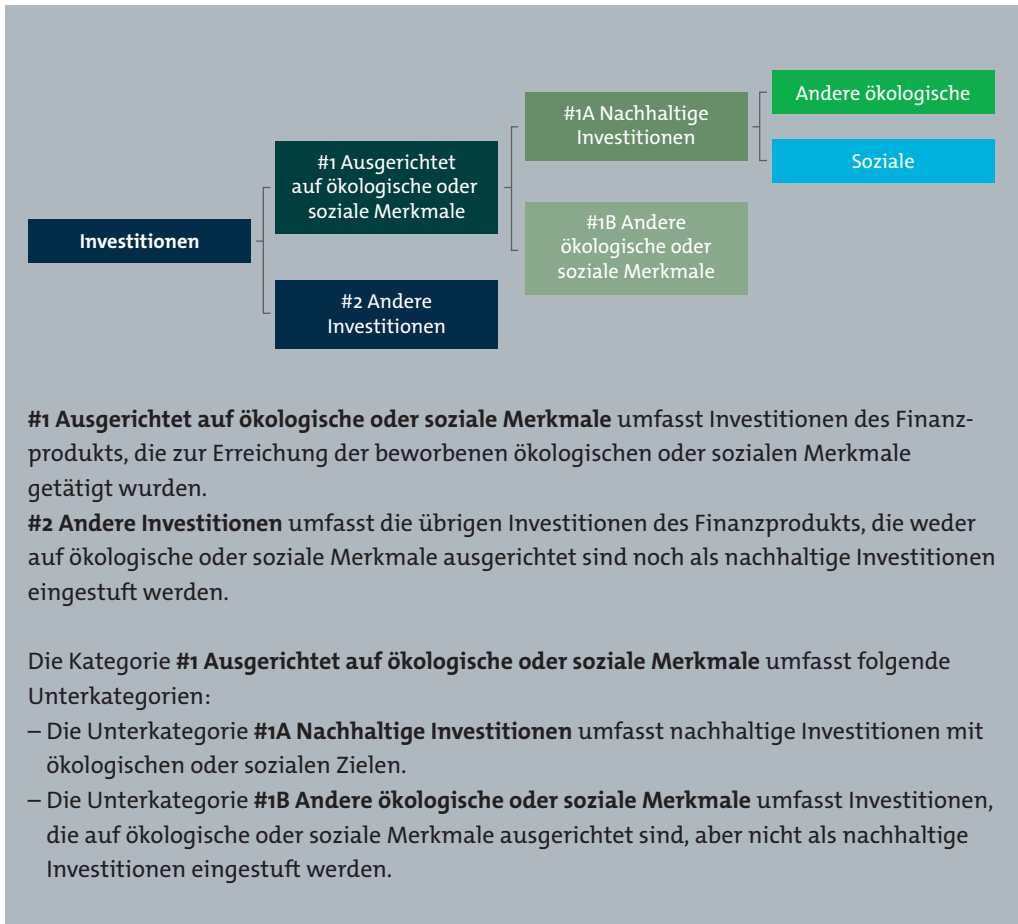 Andere ökologische
#1A Nachhaltige
Investitionen
Soziale
#1 Ausgerichtet
auf ökologische oder
soziale Merkmale
#1B Andere
ökologische oder
soziale Merkmale
Investitionen
#2 Andere
Investitionen
#1 Ausgerichtet auf ökologische oder soziale Merkmale umfasst Investitionen des Finanz-
produkts, die zur Erreichung der beworbenen ökologischen oder sozialen Merkmale
getätigt wurden.
#2 Andere Investitionen umfasst die übrigen Investitionen des Finanzprodukts, die weder
auf ökologische oder soziale Merkmale ausgerichtet sind noch als nachhaltige Investitionen
eingestuft werden.
Die Kategorie #1 Ausgerichtet auf ökologische oder soziale Merkmale umfasst folgende
Unterkategorien:
– Die Unterkategorie #1A Nachhaltige Investitionen umfasst nachhaltige Investitionen mit
ökologischen oder sozialen Zielen.
– Die Unterkategorie #1B Andere ökologische oder soziale Merkmale umfasst Investitionen,
die auf ökologische oder soziale Merkmale ausgerichtet sind, aber nicht als nachhaltige
Investitionen eingestuft werden.